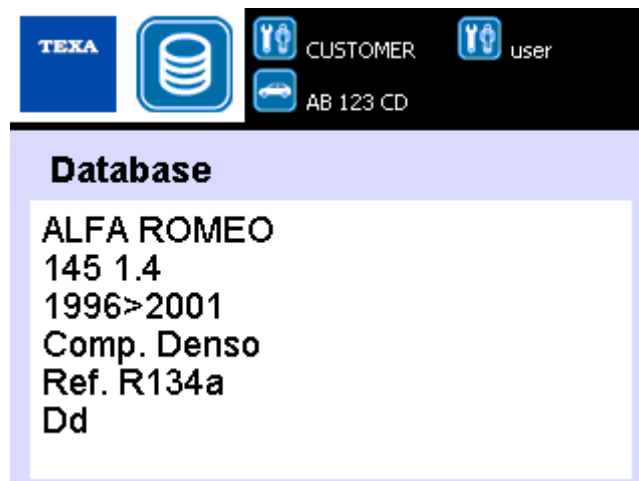 TEXA
CUSTOMER
user
AB 123 CD
Database
ALFA ROMEO
145 1.4
1996>2001
Comp. Denso
Ref. R134a
Dd